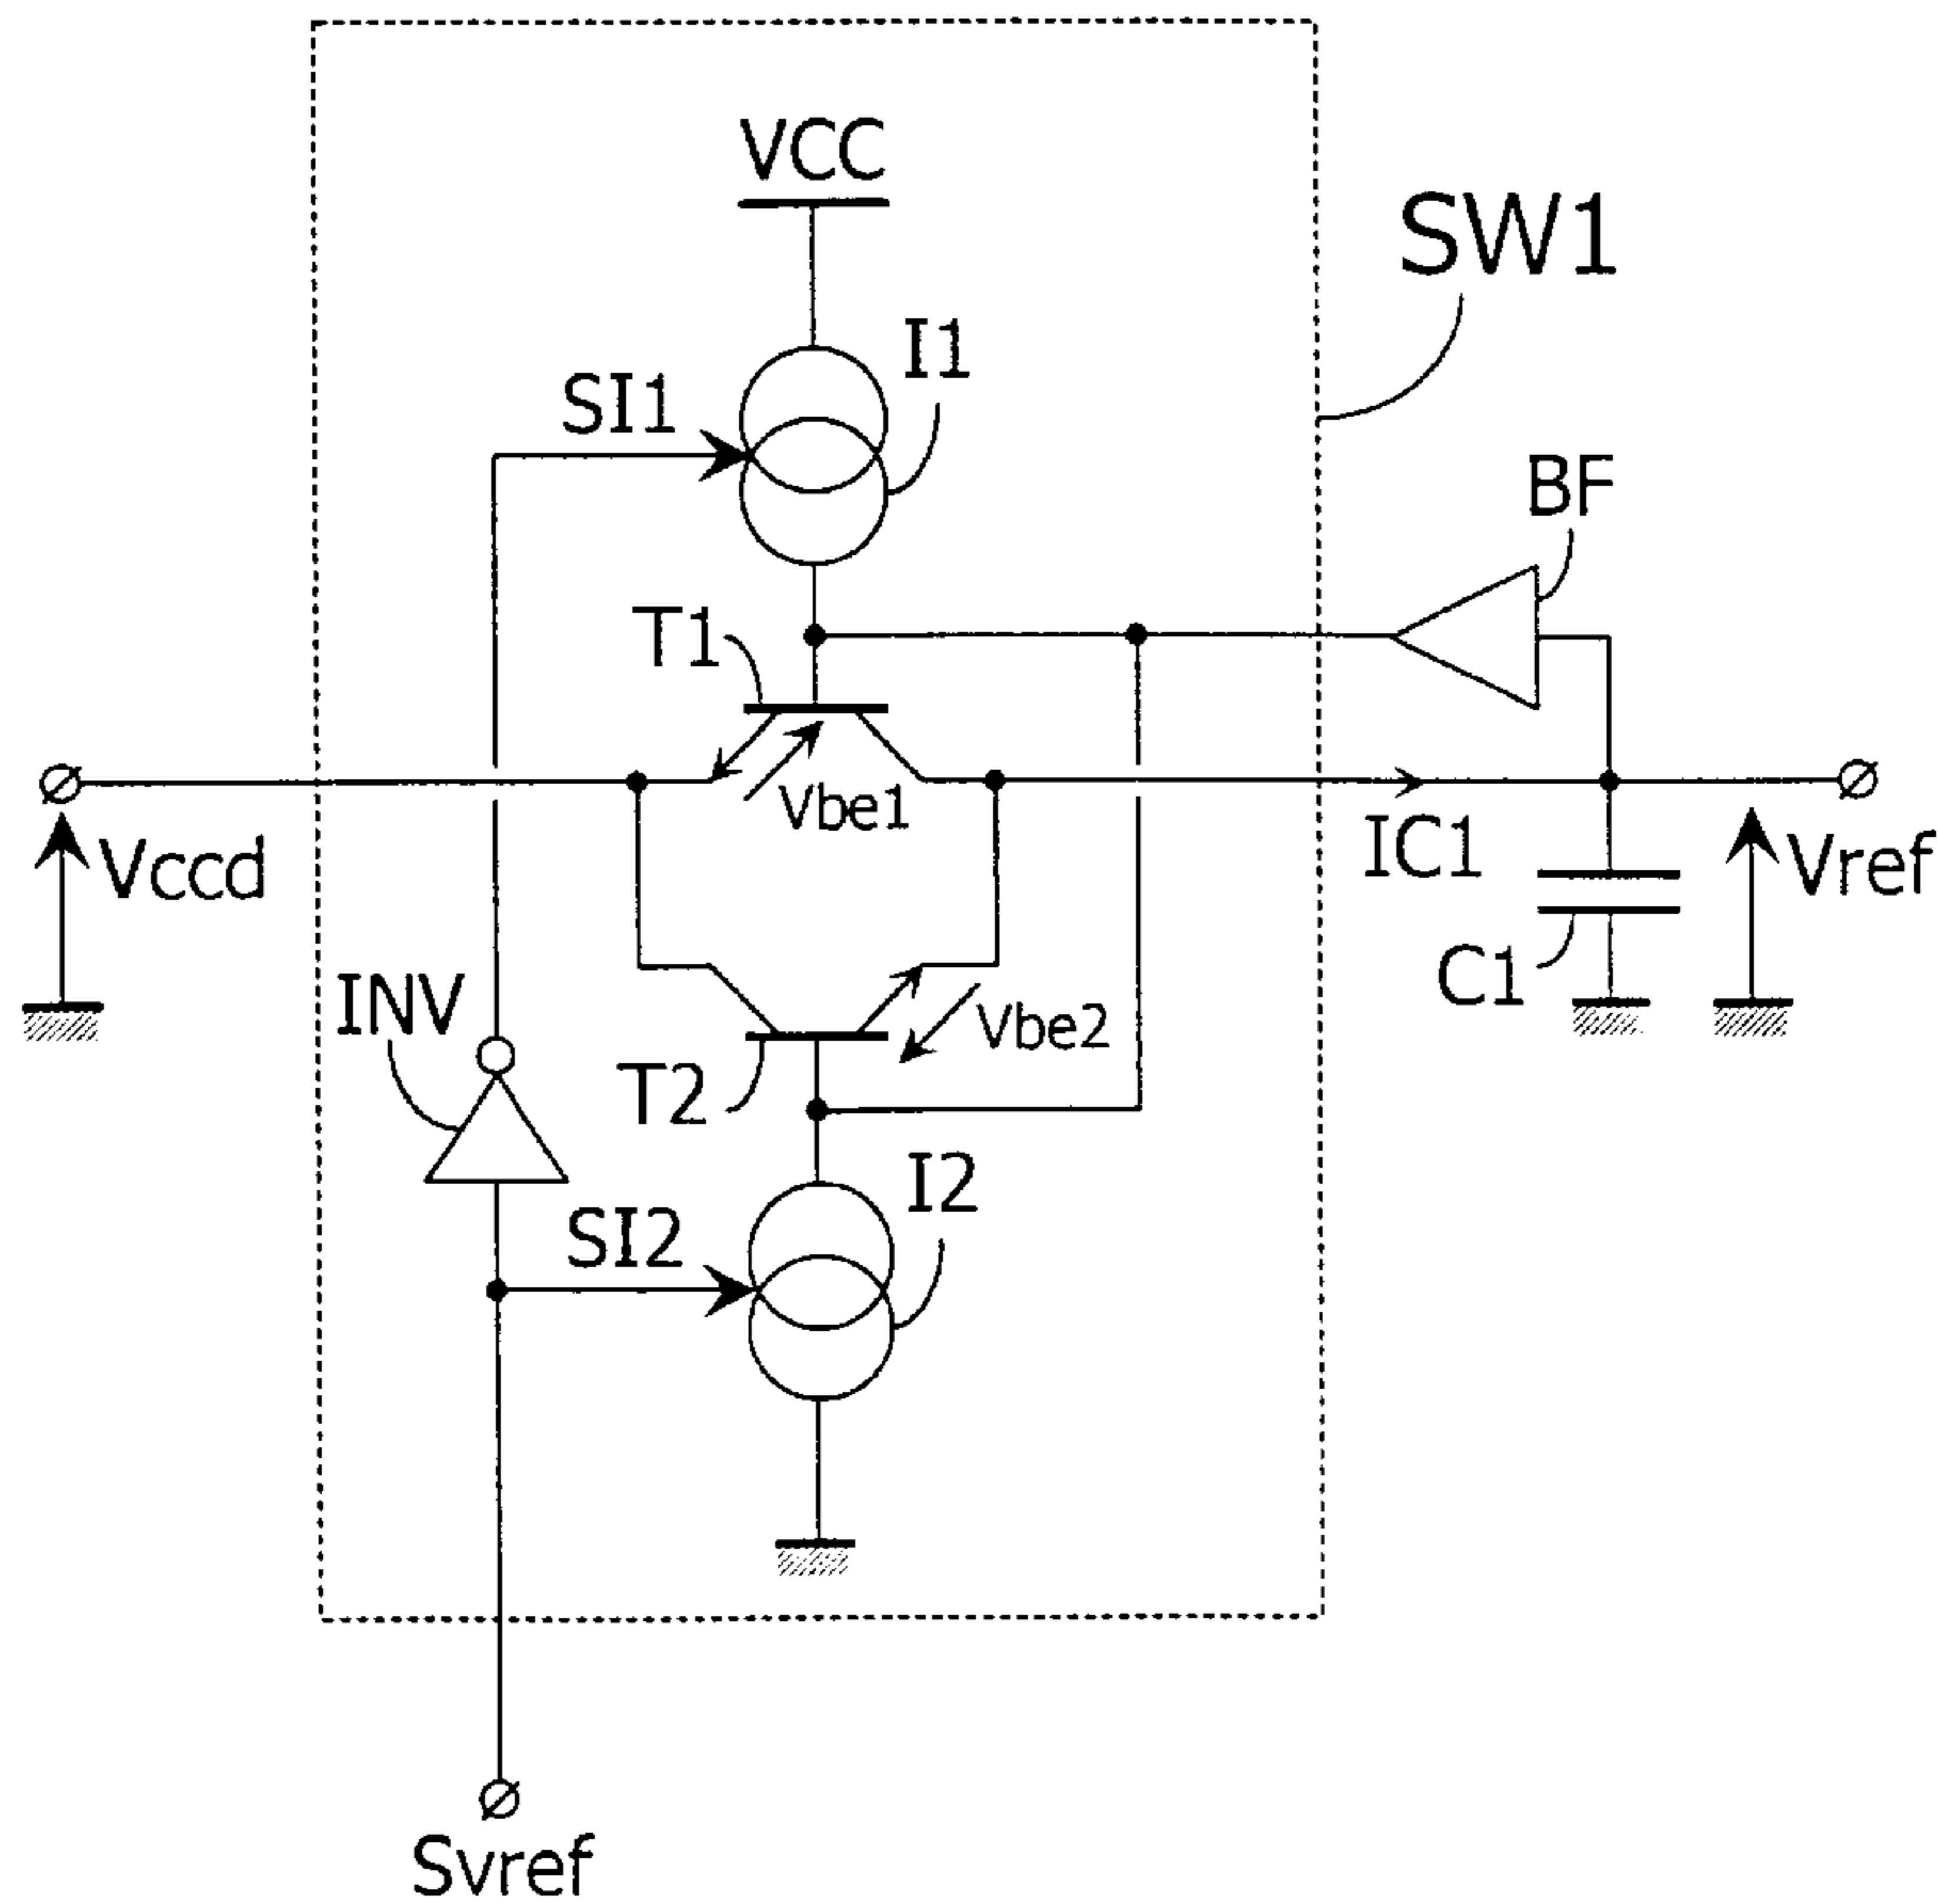 VCC
SW1
I1
SI1
BF
T1
Vbe1
Vccd
IC1
Vref
C1
INV
Vbe2
T2
I2
SI2
Svref